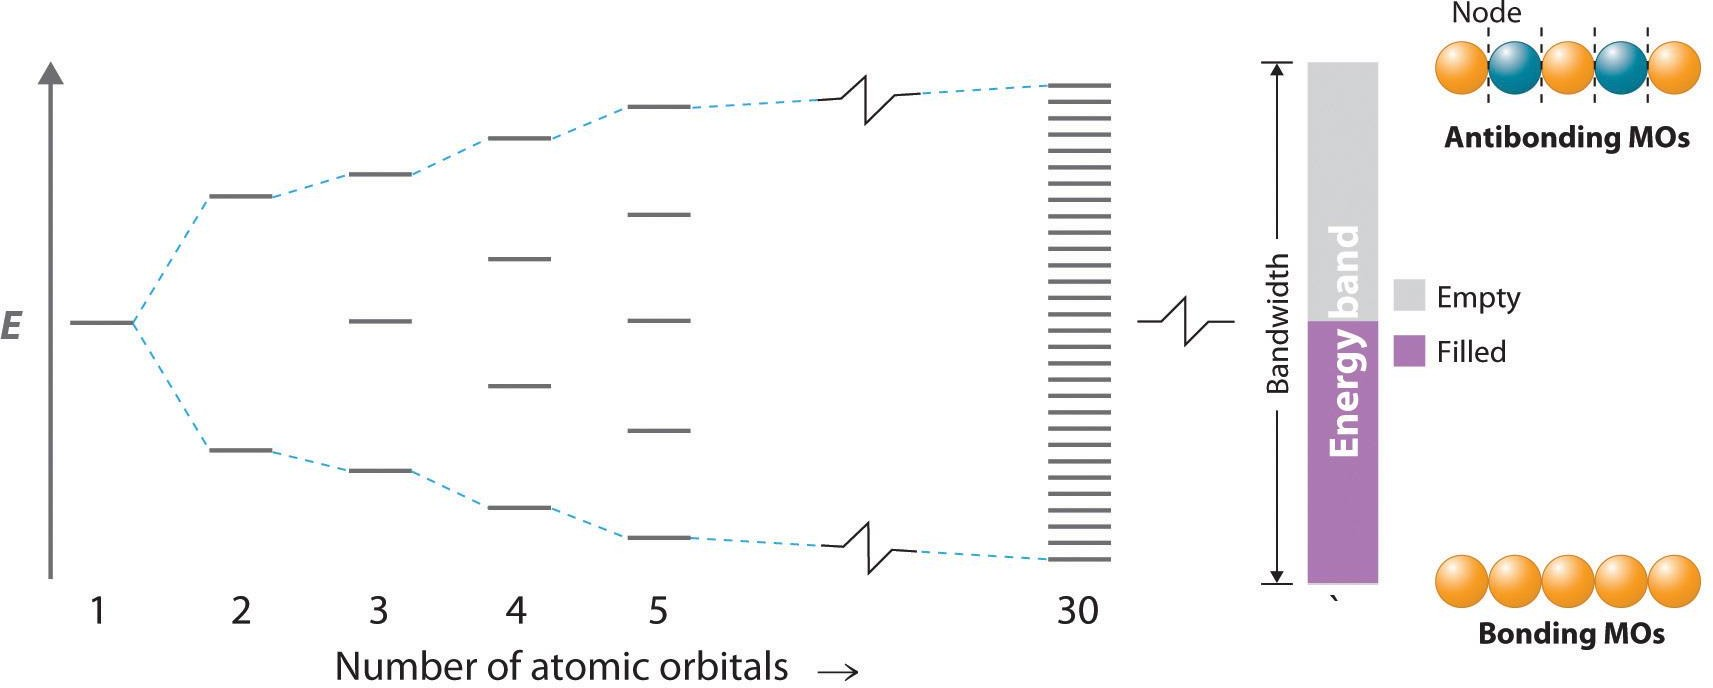 Node
Antibonding MOs
E
Bandwidth
Energy band
Empty
Filled
1 2 3 4 5 30
`
Number of atomic orbitals →
Bonding MOs